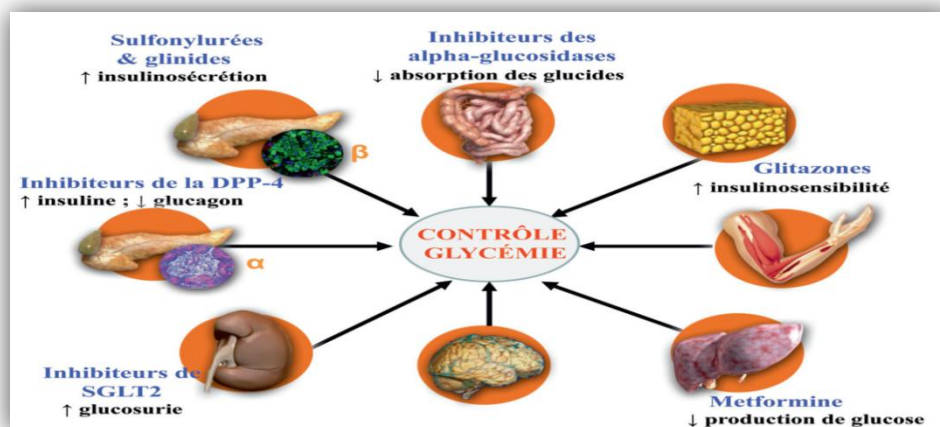 Sulfonylurées
& glinides
↑ insulinosécrétion
Inhibiteurs des
alpha-glucosidases
↓ absorption des glucides
β
Glitazones
↑ insulinosensibilité
Inhibiteurs de la DPP-4
↑ insuline ; ↓ glucagon
α
CONTRÔLE
GLYCÉMIE
Inhibiteurs de
SGLT2
↑ glucosurie
Metformine
↓ production de glucose